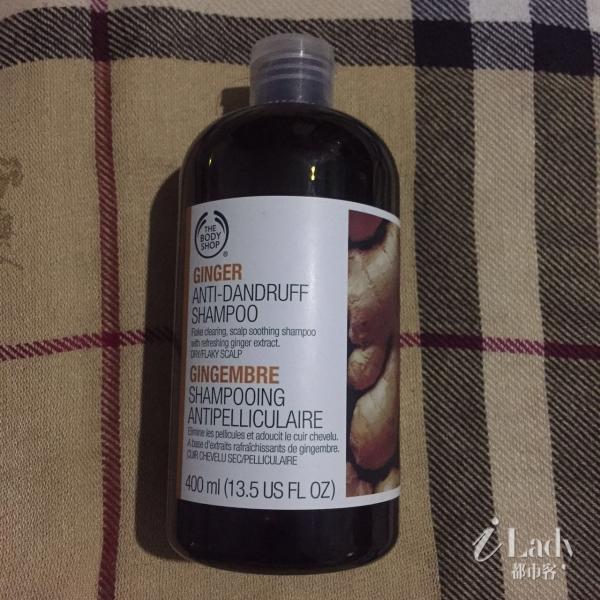 THE
BODY
SHOP
®
GINGER
ANTI-DANDRUFF
SHAMPOO
Flake clearing, scalp soothing shampoo
with refreshing ginger extract.
DRY/FLAKY SCALP
GINGEMBRE
SHAMPOOING
ANTIPELLICULAIRE
Elimine les pellicules et adoucit le cuir chevelu.
A base d'extraits rafraîchissants de gingembre.
CUIR CHEVELU SEC/PELLICULAIRE
400 ml (13.5 US FL OZ)
iLady
都市客